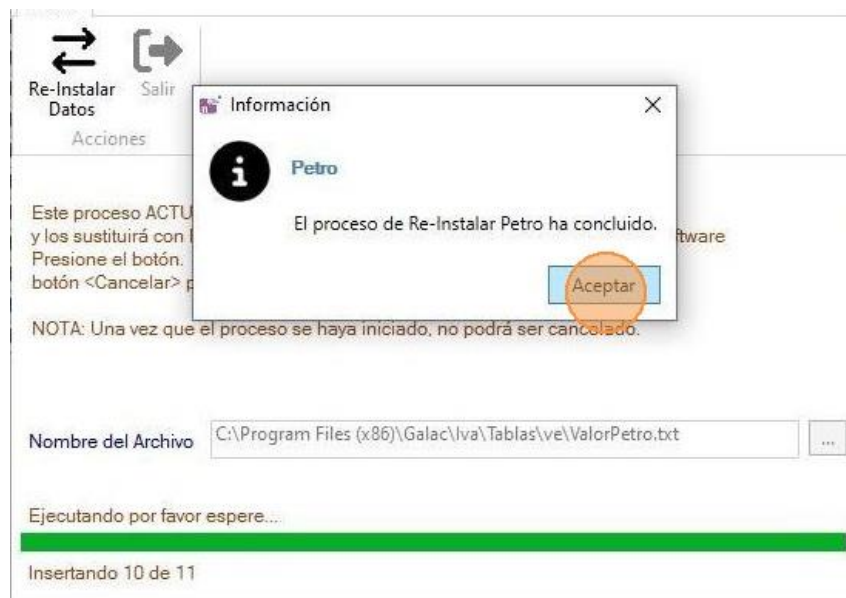 Re-Instalar
Datos
Salir
Acciones
Información
Petro
El proceso de Re-Instalar Petro ha concluido.
Aceptar
Este proceso ACTU
y los sustituirá con
tware
Presione el botón.
botón <Cancelar>
NOTA: Una vez que el proceso se haya iniciado, no podrá ser cancelado.
Nombre del Archivo
C:\Program Files (x86)\Galac\Iva\Tablas\ve\ValorPetro.txt
...
Ejecutando por favor espere...
Insertando 10 de 11